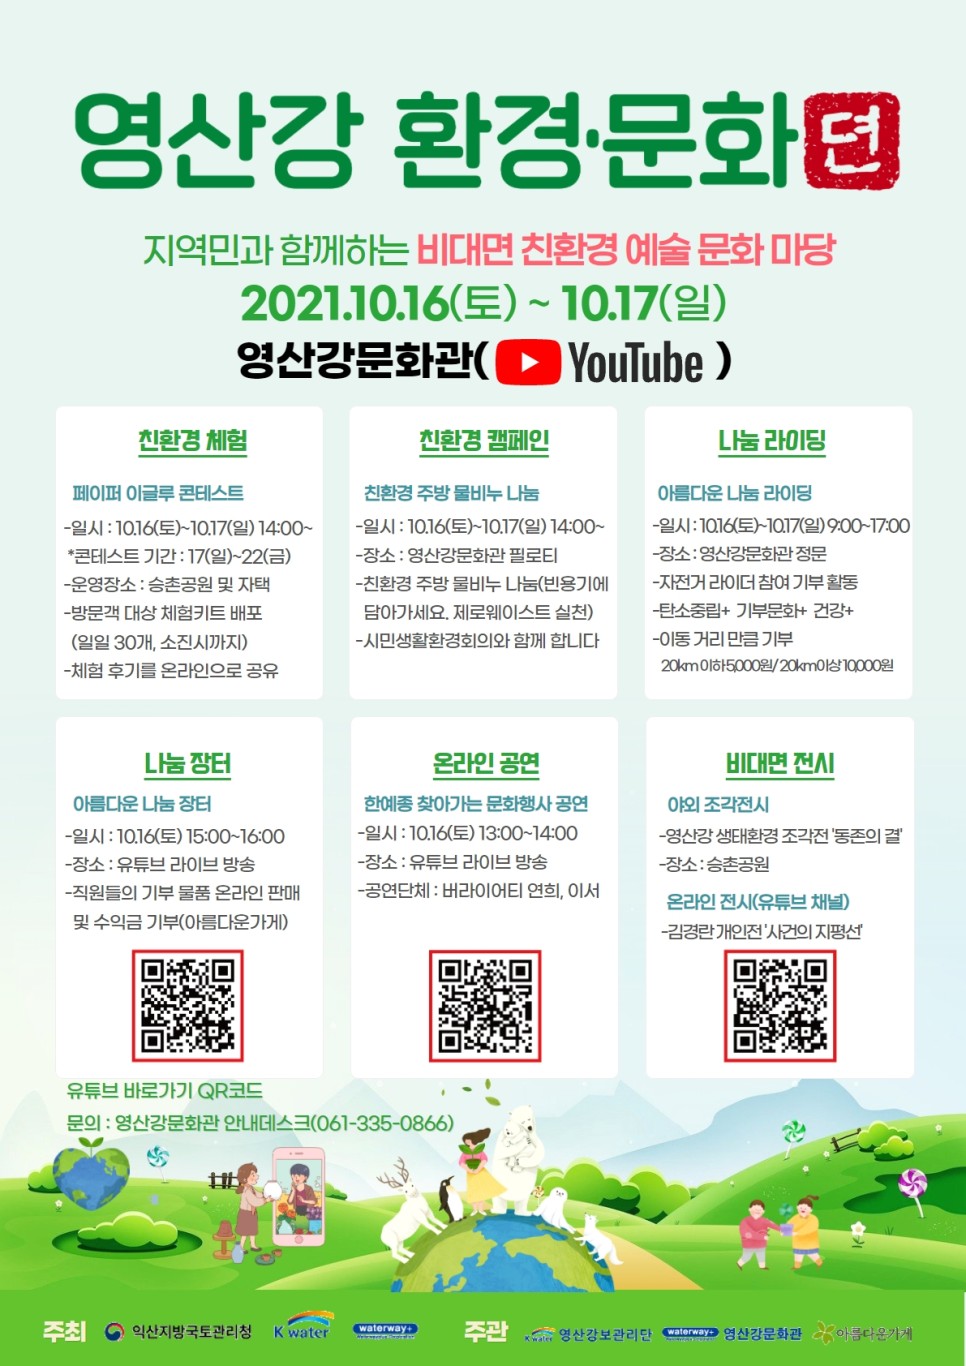 영산강 환경·문화뎐
지역민과 함께하는 비대면 친환경 예술 문화 마당
2021.10.16(토) ~ 10.17(일)
영산강문화관( YouTube )
친환경 체험
페이퍼 이글루 콘테스트
-일시 : 10.16(토)~10.17(일) 14:00~
*콘테스트 기간 : 17(일)~22(금)
-운영장소 : 승촌공원 및 자택
-방문객 대상 체험키트 배포
(일일 30개, 소진시까지)
-체험 후기를 온라인으로 공유
친환경 캠페인
친환경 주방 물비누 나눔
-일시 : 10.16(토)~10.17(일) 14:00~
-장소 : 영산강문화관 필로티
-친환경 주방 물비누 나눔(빈용기에
담아가세요. 제로웨이스트 실천)
-시민생활환경회의와 함께 합니다
나눔 라이딩
아름다운 나눔 라이딩
-일시 : 10.16(토)~10.17(일) 9:00~17:00
-장소 : 영산강문화관 정문
-자전거 라이더 참여 기부 활동
-탄소중립+ 기부문화+ 건강+
-이동 거리 만큼 기부
20km 이하 5,000원/ 20km이상 10,000원
나눔 장터
아름다운 나눔 장터
-일시 : 10.16(토) 15:00~16:00
-장소 : 유튜브 라이브 방송
-직원들의 기부 물품 온라인 판매
및 수익금 기부(아름다운가게)
온라인 공연
한예종 찾아가는 문화행사 공연
-일시 : 10.16(토) 13:00~14:00
-장소 : 유튜브 라이브 방송
-공연단체 : 버라이어티 연희, 이서
비대면 전시
야외 조각전시
-영산강 생태환경 조각전 '동존의 결'
-장소 : 승촌공원
온라인 전시(유튜브 채널)
-김경란 개인전 '사건의 지평선'
유튜브 바로가기 QR코드
문의 : 영산강문화관 안내데스크(061-335-0866)
주최 익산지방국토관리청 K water waterway+ 주관 K water 영산강보관리단 waterway+ 영산강문화관 아름다운가게